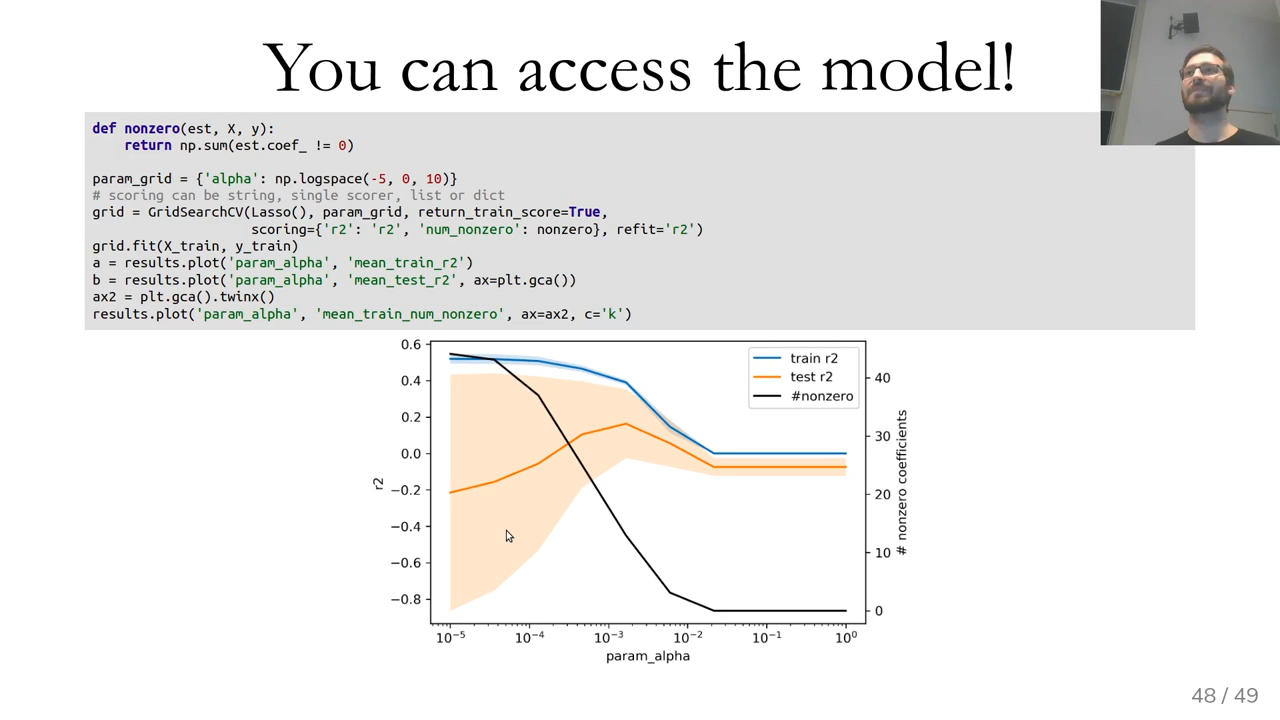 You can access the model!
def nonzero(est, X, y):
    return np.sum(est.coef_ != 0)
param_grid = {'alpha': np.logspace(-5, 0, 10)}
# scoring can be string, single scorer, list or dict
grid = GridSearchCV(Lasso(), param_grid, return_train_score=True,
                    scoring={'r2': 'r2', 'num_nonzero': nonzero}, refit='r2')
grid.fit(X_train, y_train)
a = results.plot('param_alpha', 'mean_train_r2')
b = results.plot('param_alpha', 'mean_test_r2', ax=plt.gca())
ax2 = plt.gca().twinx()
results.plot('param_alpha', 'mean_train_num_nonzero', ax=ax2, c='k')
train r2
test r2
#nonzero
r2
0.6
0.4
0.2
0.0
−0.2
−0.4
−0.6
−0.8
40
30
20
10
0
# nonzero coefficients
10⁻⁵ 10⁻⁴ 10⁻³ 10⁻² 10⁻¹ 10⁰
param_alpha
48 / 49